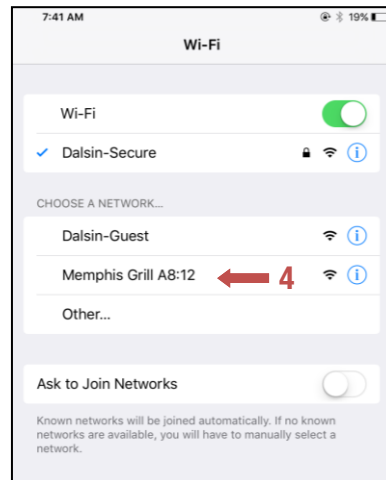 7:41 AM 19%
Wi-Fi
Wi-Fi
Dalsin-Secure
CHOOSE A NETWORK...
Dalsin-Guest
Memphis Grill A8:12 4
Other...
Ask to Join Networks
Known networks will be joined automatically. If no known
networks are available, you will have to manually select a
network.